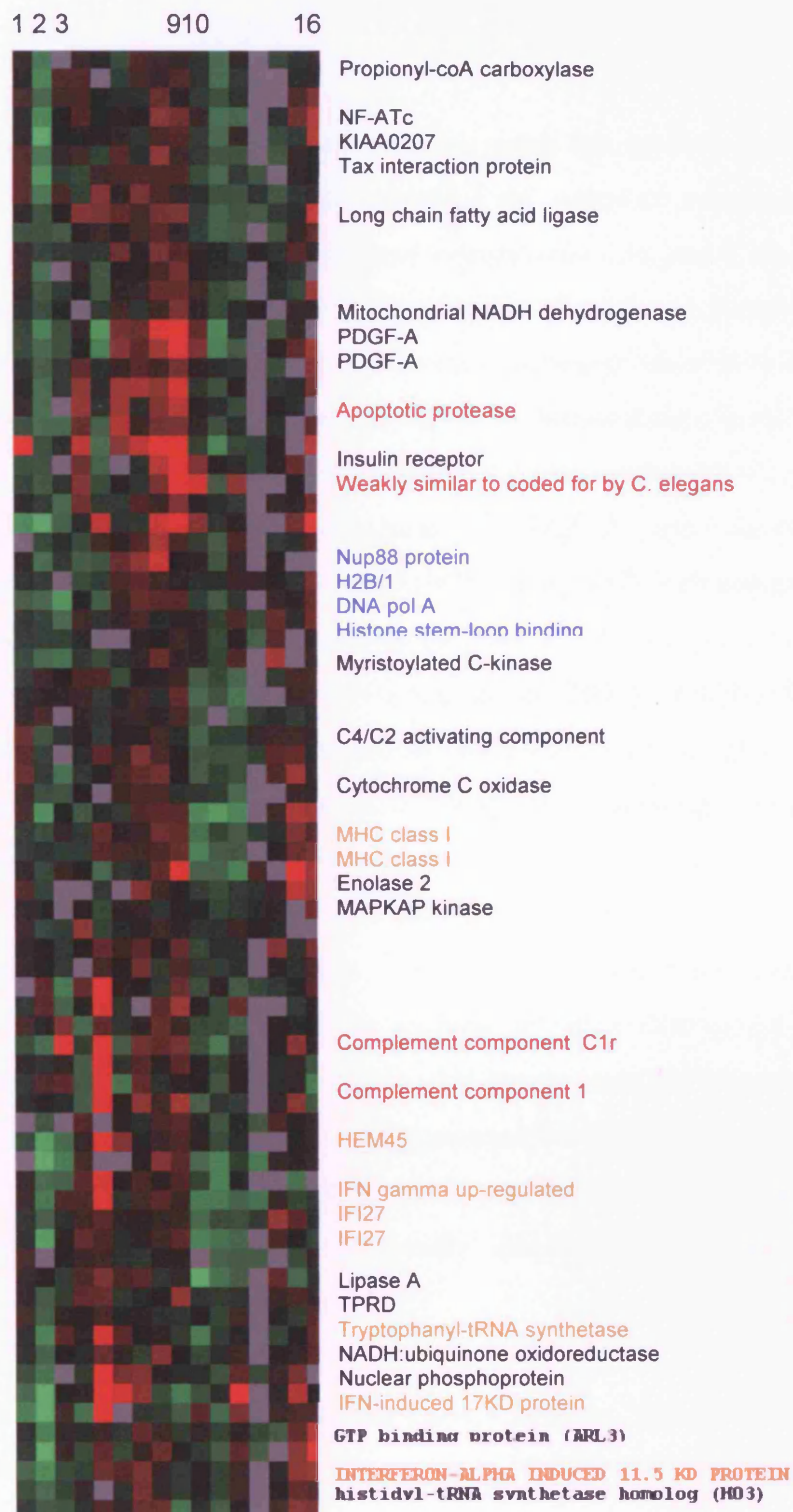 1 2 3 910 16
Propionyl-coA carboxylase
NF-ATc
KIAA0207
Tax interaction protein
Long chain fatty acid ligase
Mitochondrial NADH dehydrogenase
PDGF-A
PDGF-A
Apoptotic protease
Insulin receptor
Weakly similar to coded for by C. elegans
Nup88 protein
H2B/1
DNA pol A
Histone stem-loop binding
Myristoylated C-kinase
C4/C2 activating component
Cytochrome C oxidase
MHC class I
MHC class I
Enolase 2
MAPKAP kinase
Complement component C1r
Complement component 1
HEM45
IFN gamma up-regulated
IFI27
IFI27
Lipase A
TPRD
Tryptophanyl-tRNA synthetase
NADH:ubiquinone oxidoreductase
Nuclear phosphoprotein
IFN-induced 17KD protein
GTP binding protein (ARL3)
INTERFERON-ALPHA INDUCED 11.5 KD PROTEIN
histidyl-tRNA synthetase homolog (HO3)